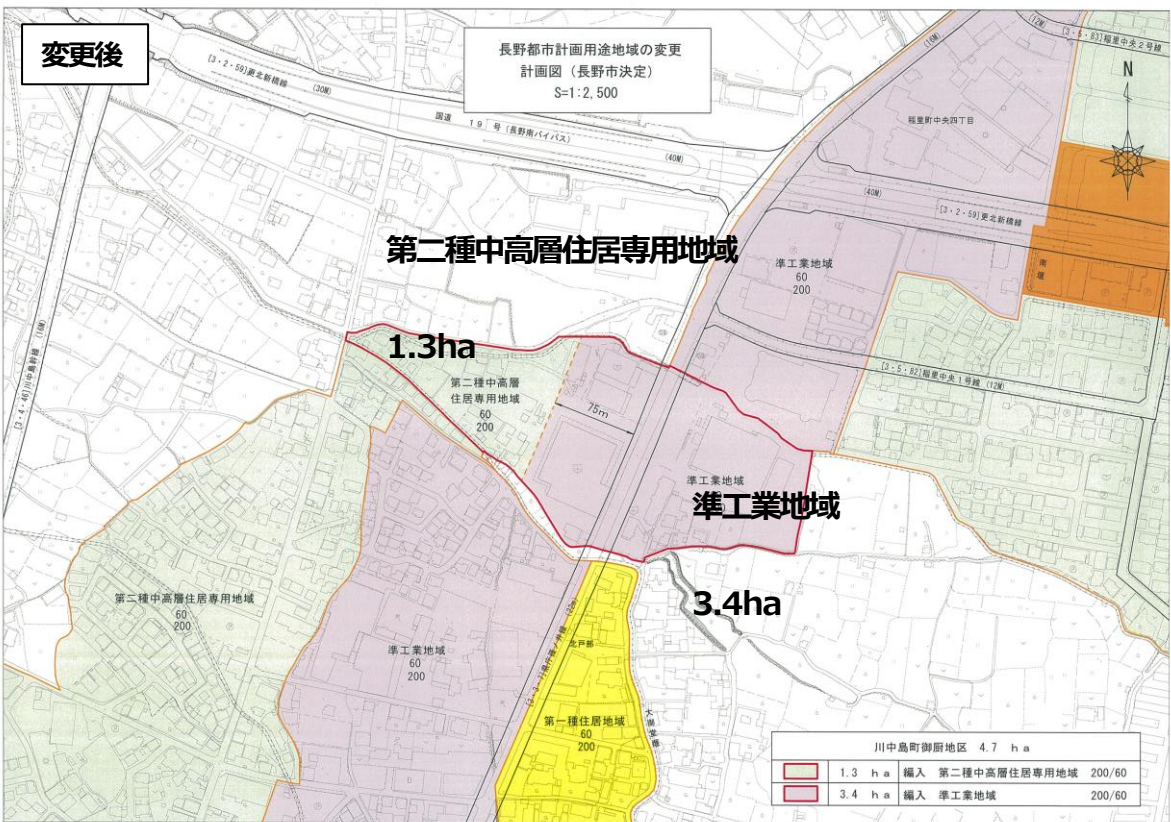 変更後
長野都市計画用途地域の変更
計画図（長野市決定）
S=1:2,500
[3・2・59]更北新橋線 (30M)
国道 19号（長野南バイパス）
(40M)
(16M)
(12M)
[3・5・83]稲里中央2号線
N
稲里町中央四丁目
(40M)
[3・2・59]更北新橋線
南堰
第二種中高層住居専用地域
準工業地域
60
200
[3・4・46]川中島幹線 (16M)
1.3ha
[3・5・82]稲里中央1号線 (12M)
第二種中高層
住居専用地域
60
200
75m
準工業地域
準工業地域
3.4ha
第二種中高層住居専用地域
60
200
準工業地域
60
200
北戸部
第一種住居地域
60
200
川中島町御厨地区 4.7 ha
1.3 ha 編入 第二種中高層住居専用地域 200/60
3.4 ha 編入 準工業地域 200/60